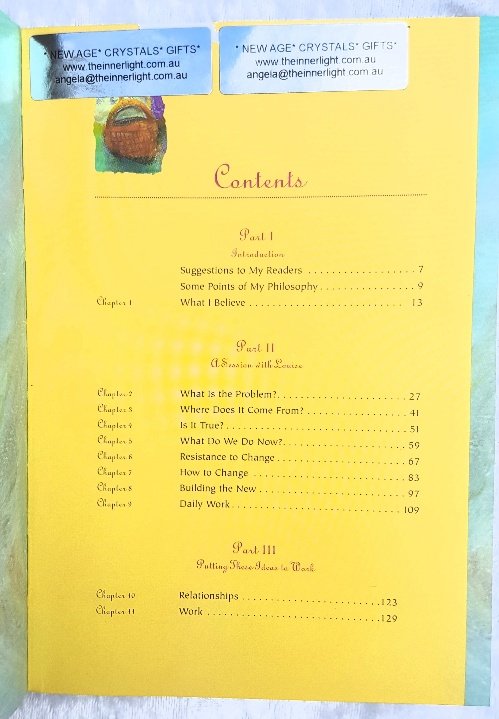 *NEW AGE* CRYSTALS* GIFTS*
www.theinnerlight.com.au
angela@theinnerlight.com.au
*NEW AGE* CRYSTALS* GIFTS*
www.theinnerlight.com.au
angela@theinnerlight.com.au
Contents
Part I
Introduction
Suggestions to My Readers . . . . . . . . . . . . . . . . . . 7
Some Points of My Philosophy . . . . . . . . . . . . . . . . 9
Chapter 1 What I Believe . . . . . . . . . . . . . . . . . . . . . . . . . 13
Part II
A Session with Louise
Chapter 2 What Is the Problem? . . . . . . . . . . . . . . . . . . . . . 27
Chapter 3 Where Does It Come From? . . . . . . . . . . . . . . . . 41
Chapter 4 Is It True? . . . . . . . . . . . . . . . . . . . . . . . . . . . . . 51
Chapter 5 What Do We Do Now? . . . . . . . . . . . . . . . . . . . . 59
Chapter 6 Resistance to Change . . . . . . . . . . . . . . . . . . . . . 67
Chapter 7 How to Change . . . . . . . . . . . . . . . . . . . . . . . . . 83
Chapter 8 Building the New . . . . . . . . . . . . . . . . . . . . . . . . 97
Chapter 9 Daily Work . . . . . . . . . . . . . . . . . . . . . . . . . . . . 109
Part III
Putting These Ideas to Work
Chapter 10 Relationships . . . . . . . . . . . . . . . . . . . . . . . 123
Chapter 11 Work . . . . . . . . . . . . . . . . . . . . . . . . . . . . 129